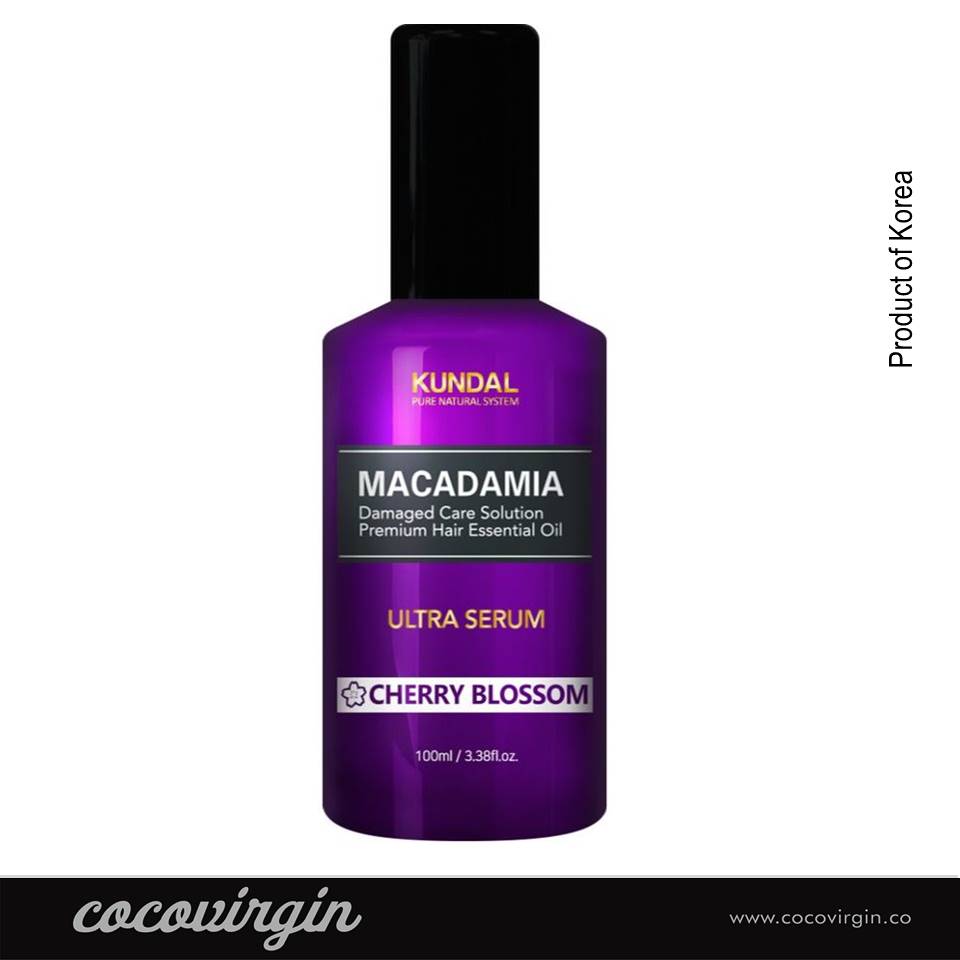 KUNDAL
PURE NATURAL SYSTEM
MACADAMIA
Damaged Care Solution
Premium Hair Essential Oil
ULTRA SERUM
CHERRY BLOSSOM
100ml / 3.38fl.oz.
Product of Korea
cocovirgin
www.cocovirgin.co